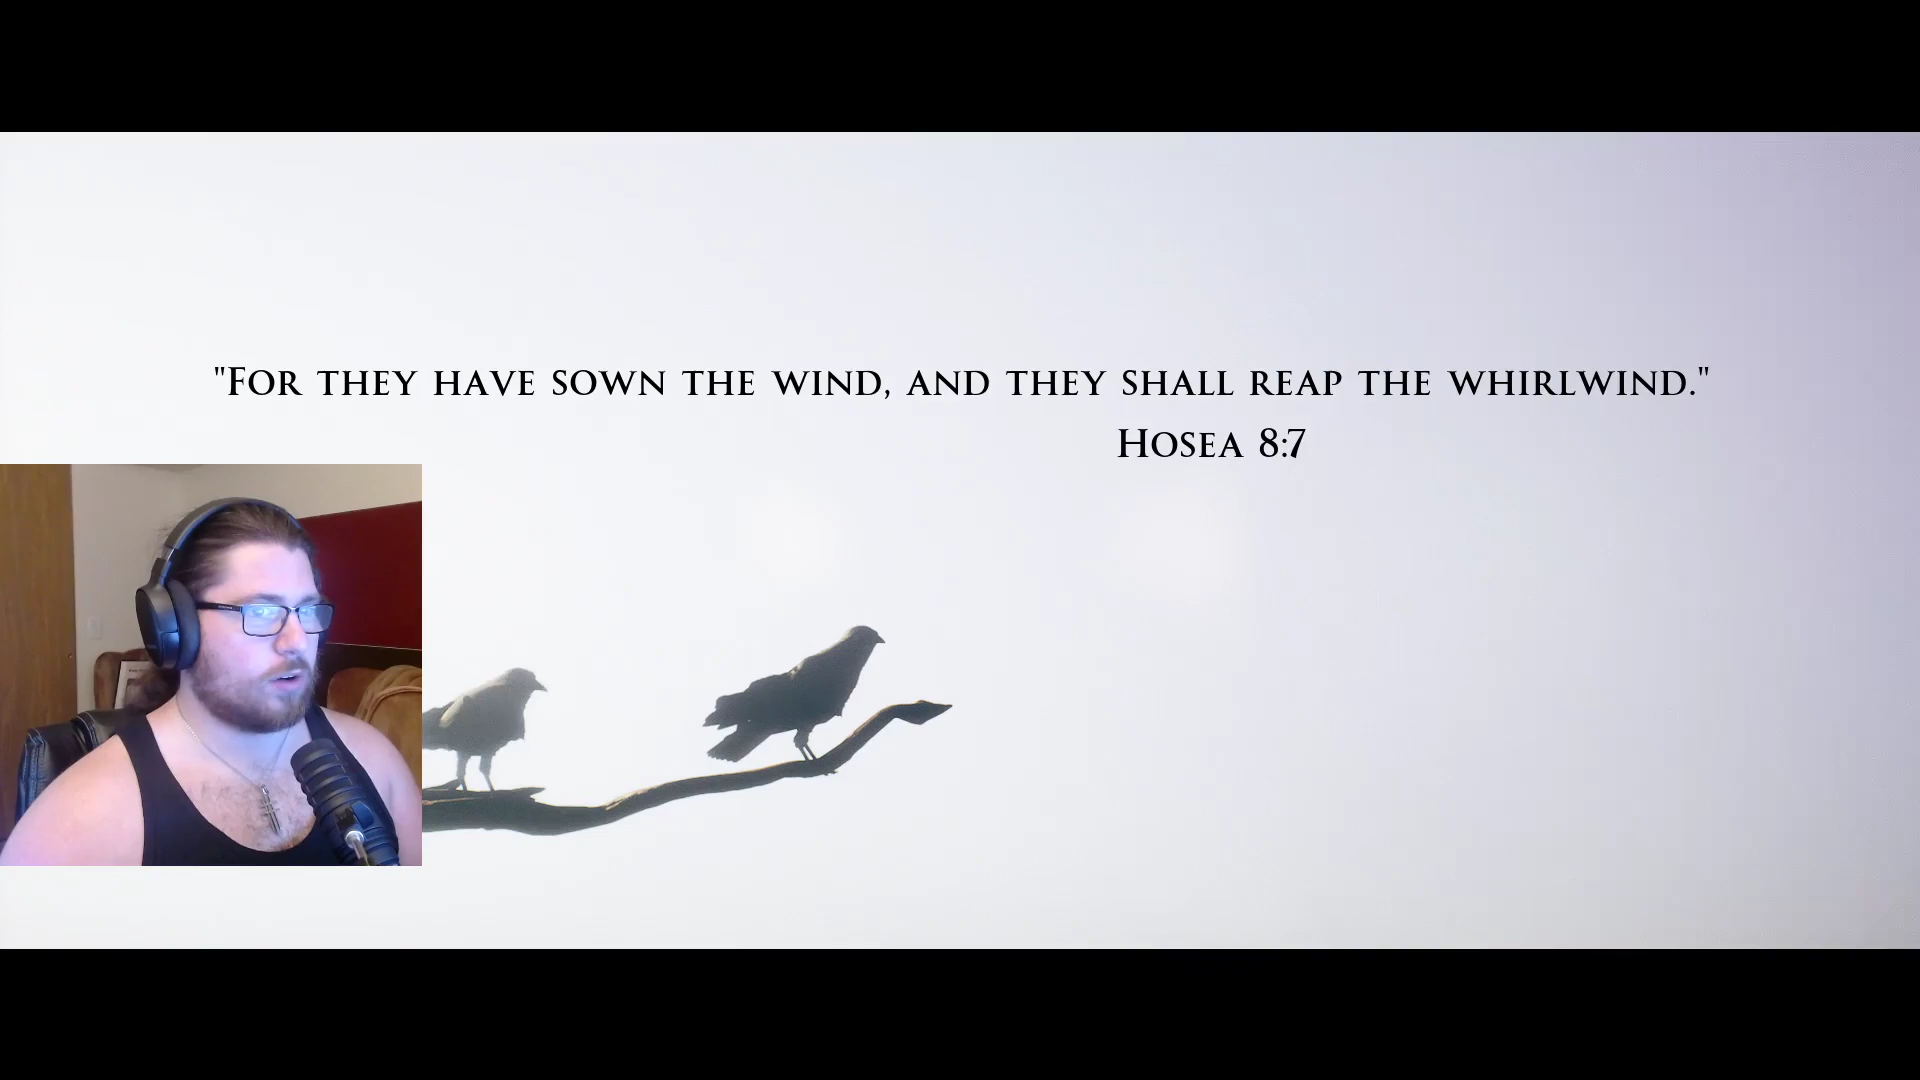 "For they have sown the wind, and they shall reap the whirlwind."
Hosea 8:7